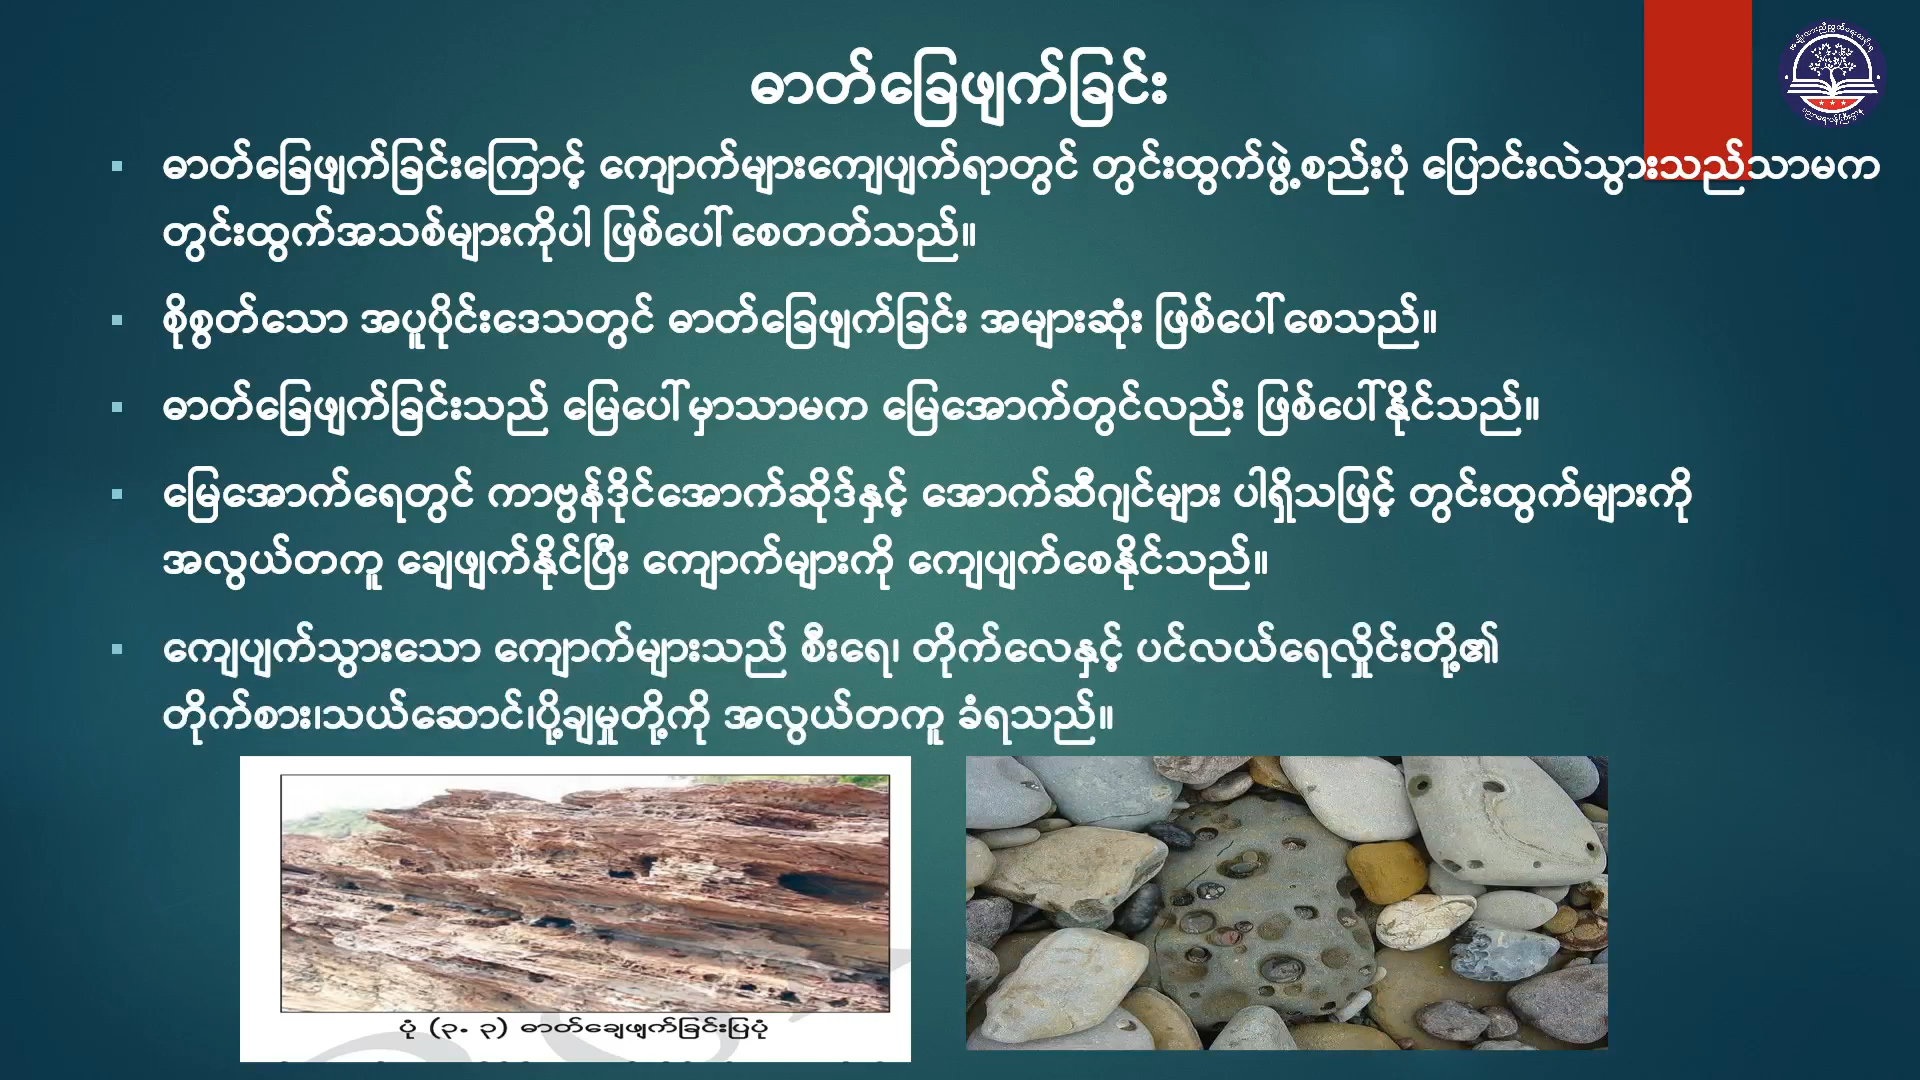 ဓာတ်ခြေဖျက်ခြင်း
ဓာတ်ခြေဖျက်ခြင်းကြောင့် ကျောက်များကျေပျက်ရာတွင် တွင်းထွက်ဖွဲ့စည်းပုံ ပြောင်းလဲသွားသည်သာမက
တွင်းထွက်အသစ်များကိုပါ ဖြစ်ပေါ်စေတတ်သည်။
စိုစွတ်သော အပူပိုင်းဒေသတွင် ဓာတ်ခြေဖျက်ခြင်း အများဆုံး ဖြစ်ပေါ်စေသည်။
ဓာတ်ခြေဖျက်ခြင်းသည် မြေပေါ်မှာသာမက မြေအောက်တွင်လည်း ဖြစ်ပေါ်နိုင်သည်။
မြေအောက်ရေတွင် ကာဗွန်ဒိုင်အောက်ဆိုဒ်နှင့် အောက်ဆီဂျင်များ ပါရှိသဖြင့် တွင်းထွက်များကို
အလွယ်တကူ ချေဖျက်နိုင်ပြီး ကျောက်များကို ကျေပျက်စေနိုင်သည်။
ကျေပျက်သွားသော ကျောက်များသည် စီးရေ၊ တိုက်လေနှင့် ပင်လယ်ရေလှိုင်းတို့၏
တိုက်စား၊သယ်ဆောင်၊ပို့ချမှုတို့ကို အလွယ်တကူ ခံရသည်။
ပုံ (၃. ၃) ဓာတ်ချေဖျက်ခြင်းပြပုံ